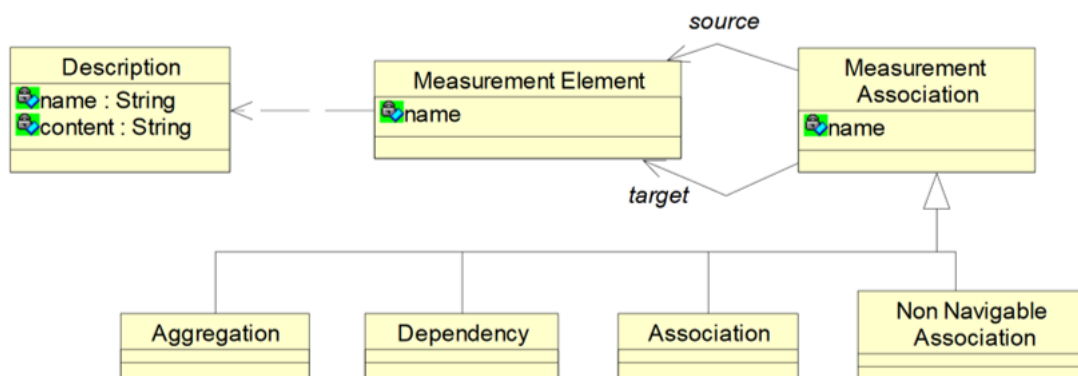 source
Description
name : String
content : String
Measurement Element
name
Measurement
Association
name
target
Aggregation
Dependency
Association
Non Navigable
Association